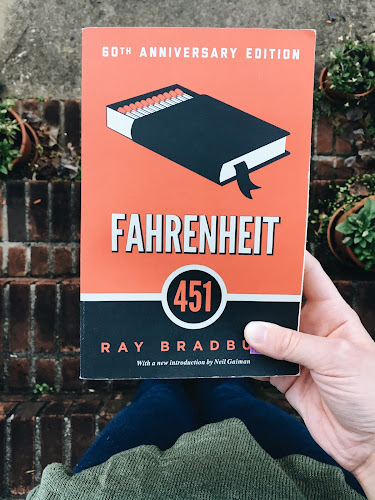 60TH ANNIVERSARY EDITION
FAHRENHEIT
451
RAY BRADBU
With a new introduction by Neil Gaiman